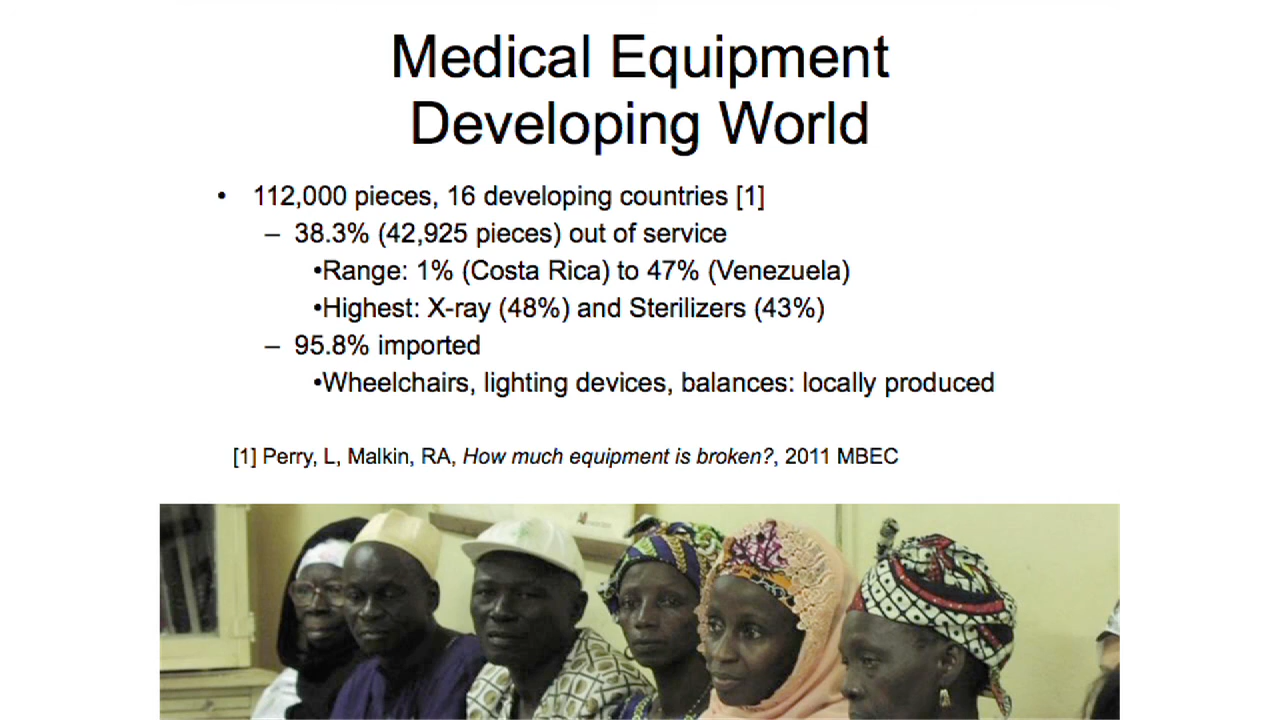 Medical Equipment
Developing World
• 112,000 pieces, 16 developing countries [1]
– 38.3% (42,925 pieces) out of service
•Range: 1% (Costa Rica) to 47% (Venezuela)
•Highest: X-ray (48%) and Sterilizers (43%)
– 95.8% imported
•Wheelchairs, lighting devices, balances: locally produced
[1] Perry, L, Malkin, RA, How much equipment is broken?, 2011 MBEC